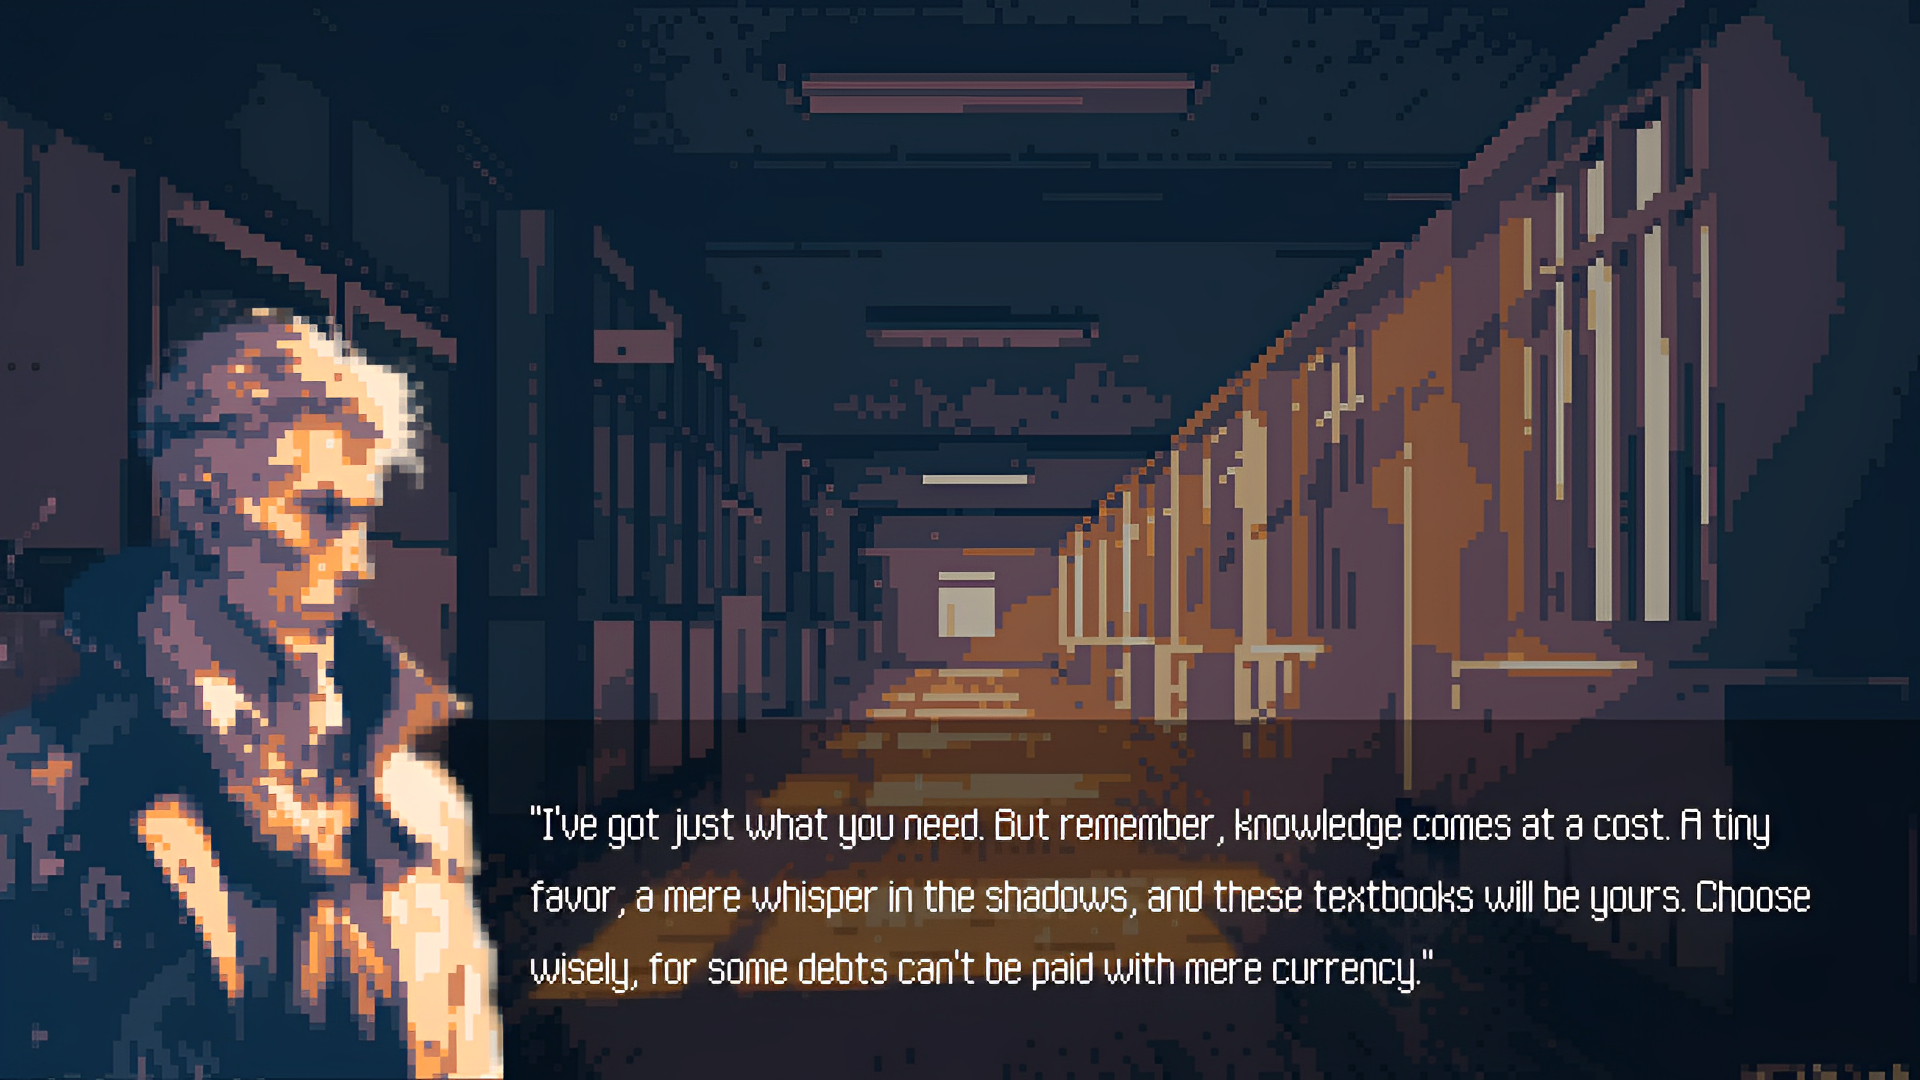 "I've got just what you need. But remember, knowledge comes at a cost. A tiny
favor, a mere whisper in the shadows, and these textbooks will be yours. Choose
wisely, for some debts can't be paid with mere currency."